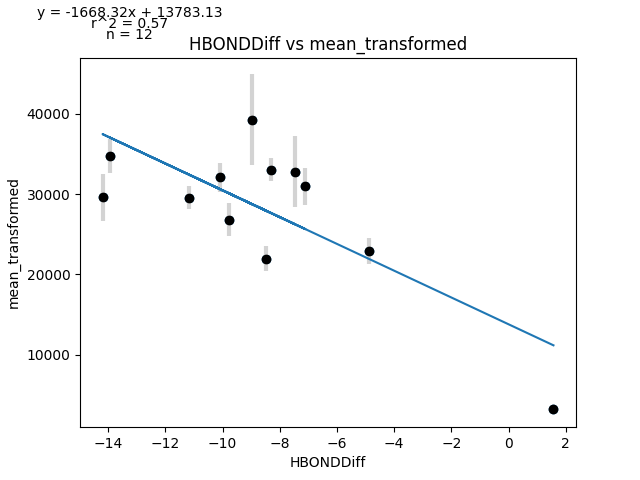 y = -1668.32x + 13783.13
r^2 = 0.57
n = 12
HBONDDiff vs mean_transformed
mean_transformed
40000
30000
20000
10000
−14
−12
−10
−8
−6
−4
−2
0
2
HBONDDiff